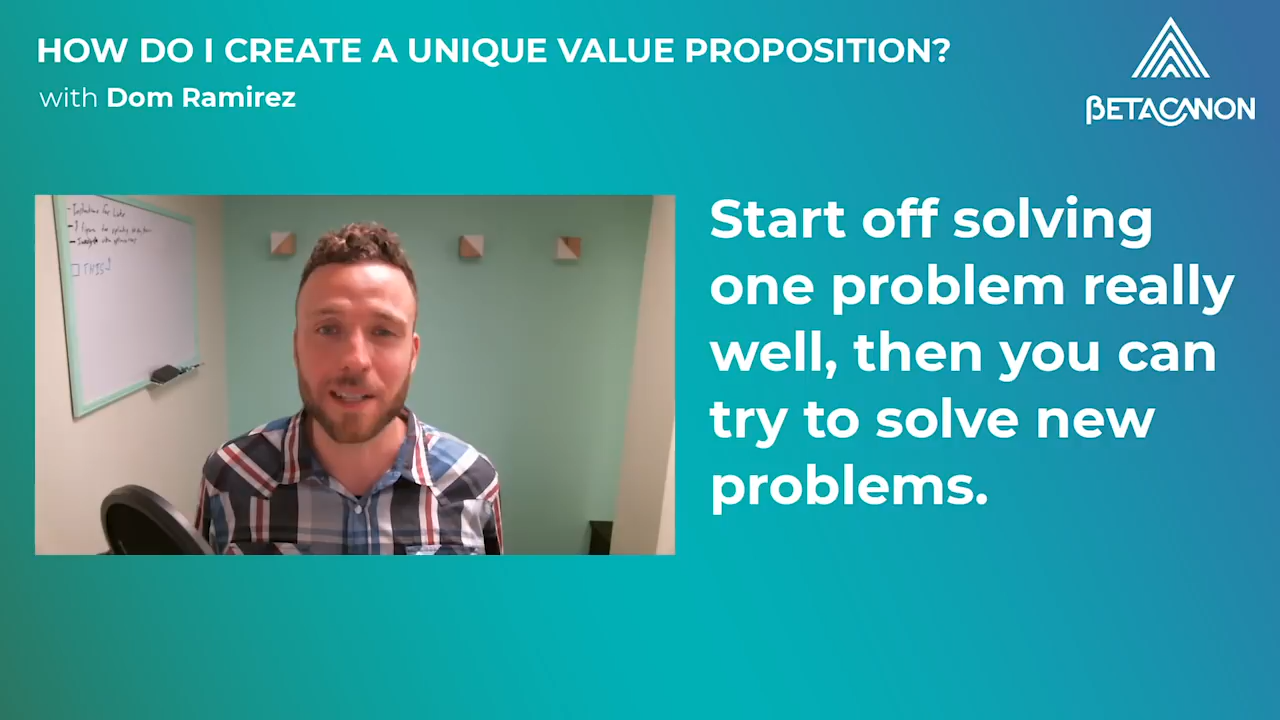 HOW DO I CREATE A UNIQUE VALUE PROPOSITION?
with Dom Ramirez
BETACANON
Start off solving
one problem really
well, then you can
try to solve new
problems.